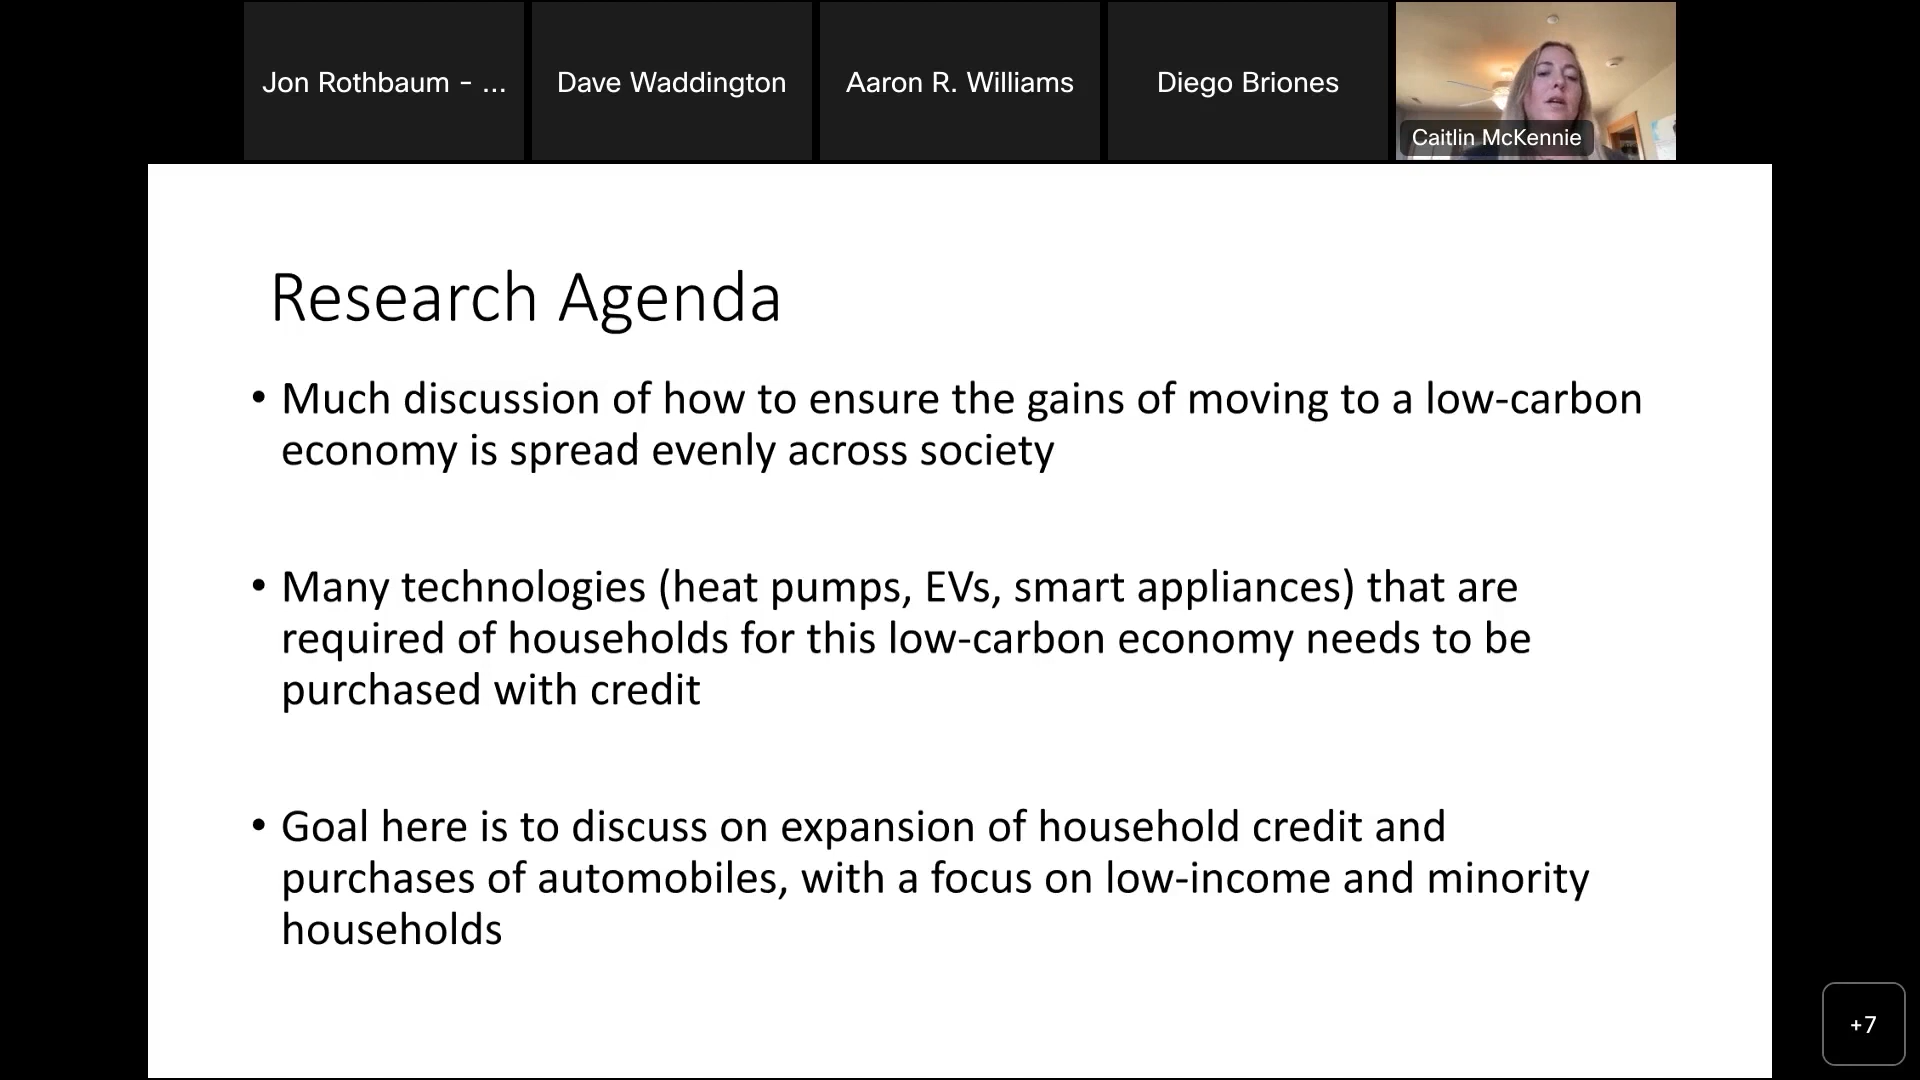 Jon Rothbaum - ...
Dave Waddington
Aaron R. Williams
Diego Briones
Caitlin McKennie
Research Agenda
• Much discussion of how to ensure the gains of moving to a low-carbon
economy is spread evenly across society
• Many technologies (heat pumps, EVs, smart appliances) that are
required of households for this low-carbon economy needs to be
purchased with credit
• Goal here is to discuss on expansion of household credit and
purchases of automobiles, with a focus on low-income and minority
households
+7